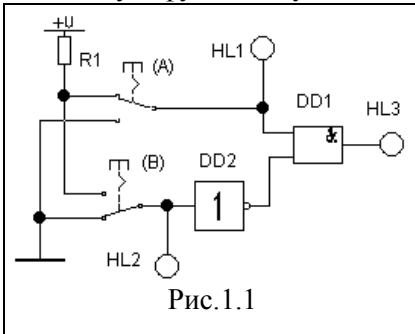 +U
R1
(A)
HL1
DD1
HL3
&
(B)
DD2
1
HL2
Рис.1.1